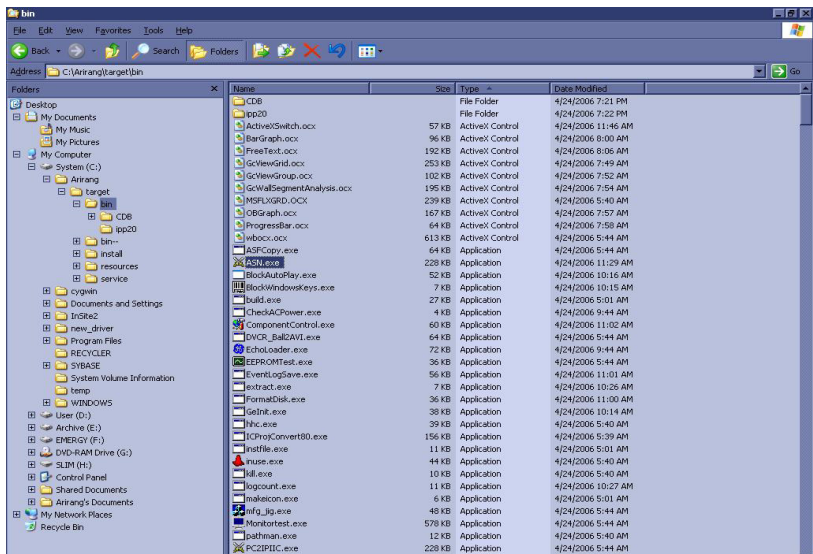 bin
File Edit View Favorites Tools Help
Back Search Folders
Address C:\Arirang\target\bin Go
Folders
Desktop
My Documents
My Music
My Pictures
My Computer
System (C:)
Arirang
target
bin
CDB
ipp20
bin--
install
resources
service
cygwin
Documents and Settings
InSite2
new_driver
Program Files
RECYCLER
SYBASE
System Volume Information
temp
WINDOWS
User (D:)
Archive (E:)
EMERGY (F:)
DVD-RAM Drive (G:)
SLIM (H:)
Control Panel
Shared Documents
Arirang's Documents
My Network Places
Recycle Bin
Name Size Type Date Modified
CDB File Folder 4/24/2006 7:21 PM
ipp20 File Folder 4/24/2006 7:22 PM
ActiveXSwitch.ocx 57 KB ActiveX Control 4/24/2006 11:46 AM
BarGraph.ocx 96 KB ActiveX Control 4/24/2006 8:00 AM
FreeText.ocx 192 KB ActiveX Control 4/24/2006 8:06 AM
GcViewGrid.ocx 253 KB ActiveX Control 4/24/2006 7:49 AM
GcViewGroup.ocx 102 KB ActiveX Control 4/24/2006 7:52 AM
GcWallSegmentAnalysis.ocx 195 KB ActiveX Control 4/24/2006 7:54 AM
MSFLXGRD.OCX 239 KB ActiveX Control 4/24/2006 5:40 AM
OBGraph.ocx 167 KB ActiveX Control 4/24/2006 7:57 AM
ProgressBar.ocx 64 KB ActiveX Control 4/24/2006 7:58 AM
wbocx.ocx 613 KB ActiveX Control 4/24/2006 5:44 AM
ASFCopy.exe 64 KB Application 4/24/2006 5:44 AM
ASN.exe 228 KB Application 4/24/2006 11:29 AM
BlockAutoPlay.exe 52 KB Application 4/24/2006 10:16 AM
BlockWindowsKeys.exe 7 KB Application 4/24/2006 10:15 AM
build.exe 27 KB Application 4/24/2006 5:01 AM
CheckACPower.exe 4 KB Application 4/24/2006 9:44 AM
ComponentControl.exe 60 KB Application 4/24/2006 11:02 AM
DVCR_Ball2AVI.exe 64 KB Application 4/24/2006 5:44 AM
EchoLoader.exe 72 KB Application 4/24/2006 9:44 AM
EEPROMTest.exe 36 KB Application 4/24/2006 5:44 AM
EventLogSave.exe 56 KB Application 4/24/2006 11:01 AM
extract.exe 7 KB Application 4/24/2006 10:26 AM
FormatDisk.exe 36 KB Application 4/24/2006 11:00 AM
GeInit.exe 38 KB Application 4/24/2006 10:14 AM
hhc.exe 39 KB Application 4/24/2006 5:40 AM
ICProjConvert80.exe 156 KB Application 4/24/2006 5:39 AM
instfile.exe 11 KB Application 4/24/2006 5:01 AM
inuse.exe 44 KB Application 4/24/2006 5:40 AM
kill.exe 10 KB Application 4/24/2006 5:40 AM
logcount.exe 11 KB Application 4/24/2006 10:27 AM
makeicon.exe 6 KB Application 4/24/2006 5:01 AM
mfg_jig.exe 48 KB Application 4/24/2006 5:44 AM
Monitortest.exe 578 KB Application 4/24/2006 5:44 AM
pathman.exe 12 KB Application 4/24/2006 5:40 AM
PC2IPIIC.exe 228 KB Application 4/24/2006 5:44 AM